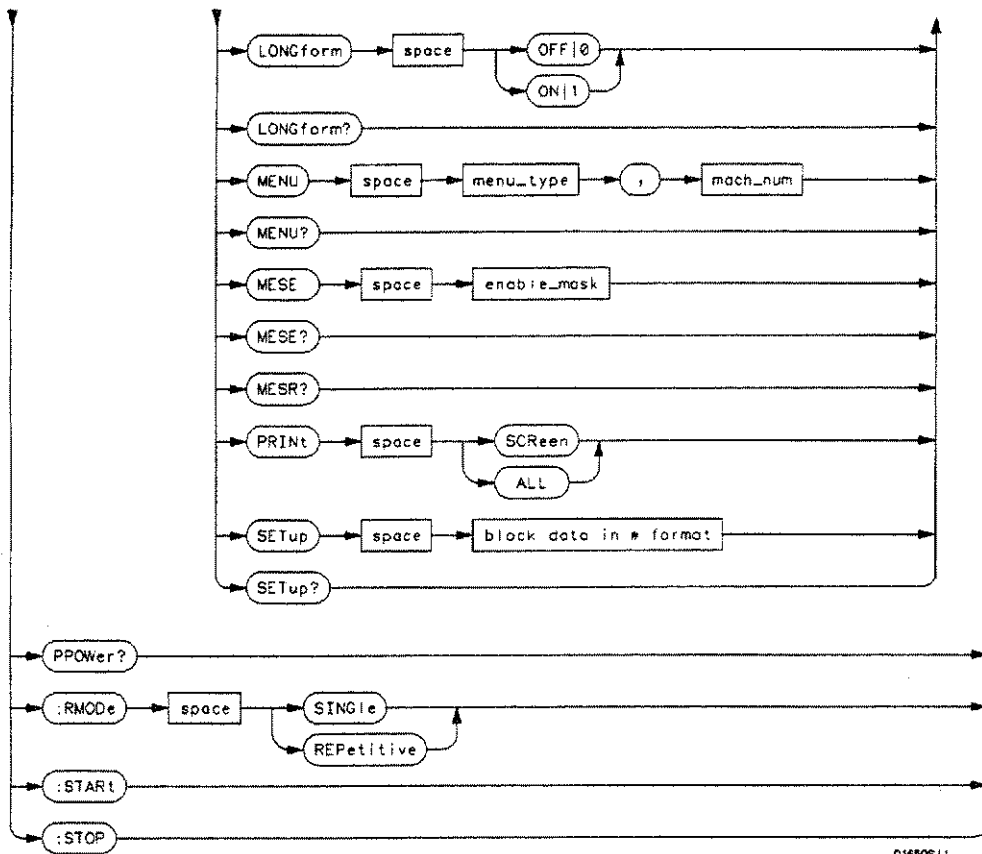 LONGform space OFF|0
ON|1
LONGform?
MENU space menu_type , mach_num
MENU?
MESE space enable_mask
MESE?
MESR?
PRINt space SCReen
ALL
SETup space block data in # format
SETup?
PPOWer?
:RMODe space SINGle
REPetitive
:STARt
:STOP